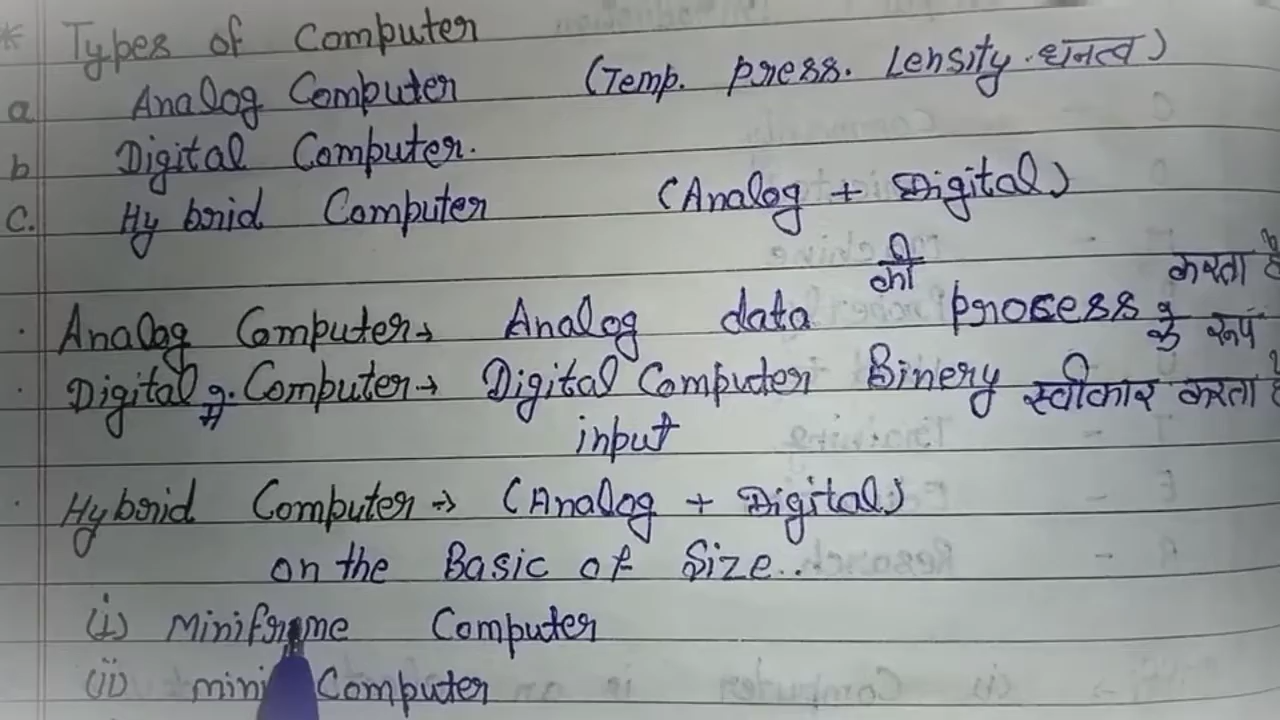 * Types of Computer
a Analog Computer (Temp. press. Lensity. घनत्व)
b Digital Computer.
C. Hybrid Computer (Analog + Digital)
· Analog Computer → Analog data को process करता है
· Digital Computer → Digital Computer Binery के रूप में input स्वीकार करता है
· Hybrid Computer → (Analog + Digital)
on the Basic of Size..
(i) Miniframe Computer
(ii) mini Computer